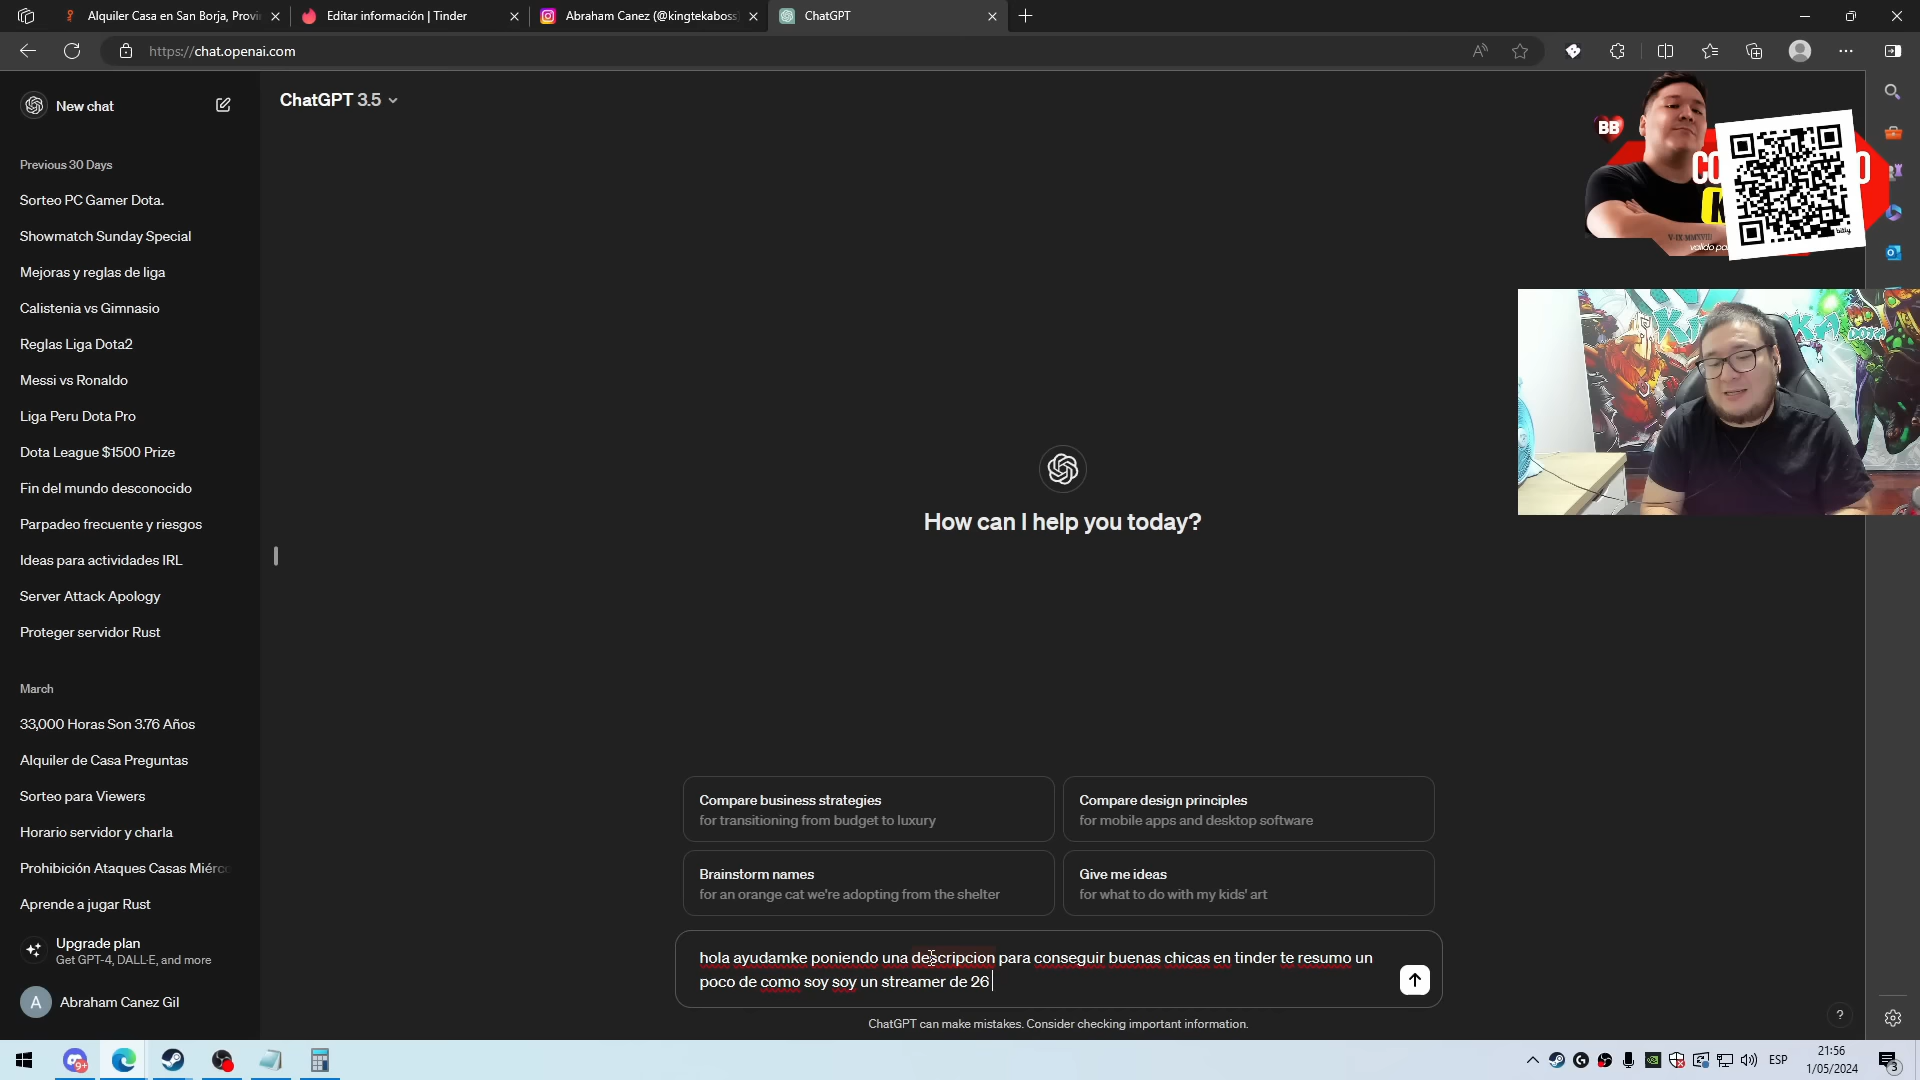 Alquiler Casa en San Borja, Provi
Editar información | Tinder
Abraham Canez (@kingtekaboss
ChatGPT
https://chat.openai.com
New chat
ChatGPT 3.5
Previous 30 Days
Sorteo PC Gamer Dota.
Showmatch Sunday Special
Mejoras y reglas de liga
Calistenia vs Gimnasio
Reglas Liga Dota2
Messi vs Ronaldo
Liga Peru Dota Pro
Dota League $1500 Prize
Fin del mundo desconocido
Parpadeo frecuente y riesgos
Ideas para actividades IRL
Server Attack Apology
Proteger servidor Rust
March
33,000 Horas Son 3.76 Años
Alquiler de Casa Preguntas
Sorteo para Viewers
Horario servidor y charla
Prohibición Ataques Casas Miérco
Aprende a jugar Rust
Upgrade plan
Get GPT-4, DALL·E, and more
A
Abraham Canez Gil
BB
bitly
How can I help you today?
Compare business strategies
for transitioning from budget to luxury
Compare design principles
for mobile apps and desktop software
Brainstorm names
for an orange cat we're adopting from the shelter
Give me ideas
for what to do with my kids' art
hola ayudamke poniendo una descripcion para conseguir buenas chicas en tinder te resumo un
poco de como soy soy un streamer de 26
ChatGPT can make mistakes. Consider checking important information.
?
9+
ESP
21:56
1/05/2024
3